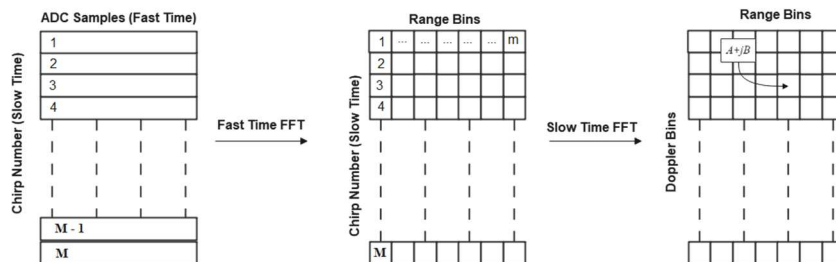 ADC Samples (Fast Time)
Chirp Number (Slow Time)
1
2
3
4
M - 1
M
Fast Time FFT
Range Bins
Chirp Number (Slow Time)
1 ... ... ... ... ... m
2
3
4
M
Slow Time FFT
Range Bins
Doppler Bins
A+jB